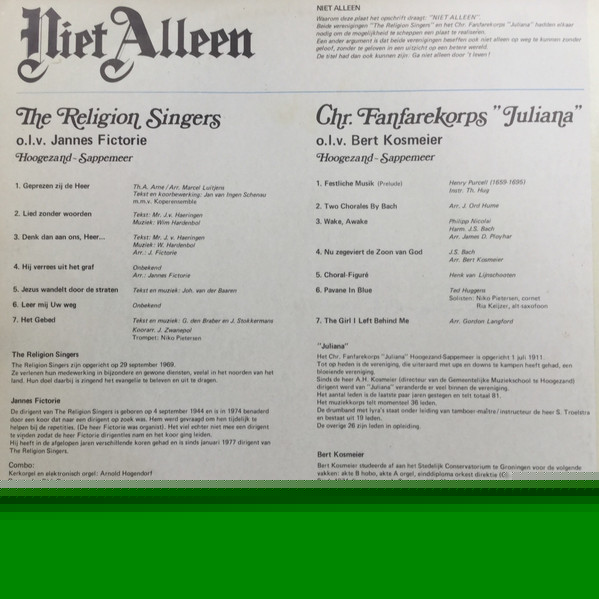 Niet Alleen
NIET ALLEEN
Waarom deze plaat het opschrift draagt: "NIET ALLEEN"
Beide verenigingen "The Religion Singers" en het Chr. Fanfarekorps "Juliana" hadden elkaar
nodig om de mogelijkheid te scheppen een plaat te realiseren.
Een ander argument is dat beide verenigingen beseffen ook niet alleen op weg te kunnen zonder
geloof, zonder te geloven in een uitzicht op een betere wereld.
De titel had dan ook kunnen zijn: Ga niet alleen door 't leven!
The Religion Singers
o.l.v. Jannes Fictorie
Hoogezand-Sappemeer
1. Geprezen zij de Heer Th.A. Arne / Arr. Marcel Luitjens
Tekst en koorbewerking: Jan van Ingen Schenau
m.m.v. Koperensemble
2. Lied zonder woorden Tekst: Mr. J.v. Haeringen
Muziek: Wim Hardenbol
3. Denk dan aan ons, Heer... Tekst: Mr. J. v. Haeringen
Muziek: W. Hardenbol
Arr.: J. Fictorie
4. Hij verrees uit het graf Onbekend
Arr.: Jannes Fictorie
5. Jezus wandelt door de straten Tekst en muziek: Joh. van der Baaren
6. Leer mij Uw weg Onbekend
7. Het Gebed Tekst en muziek: G. den Braber en J. Stokkermans
Koorarr: J. Zwanepol
Trompet: Niko Pietersen
The Religion Singers
The Religion Singers zijn opgericht op 29 september 1969.
Ze verlenen hun medewerking in bijzondere en gewone diensten, veelal in het noorden van het
land. Hun doel daarbij is zingend het evangelie te beleven en uit te dragen.
Jannes Fictorie
De dirigent van The Religion Singers is geboren op 4 september 1944 en is in 1974 benaderd
door een koor dat naar een dirigent op zoek was. Hem werd gevraagd om hen tijdelijk te
helpen bij de repetities. (De heer Fictorie was organist). Het viel echter niet mee een dirigent
te vinden zodat de heer Fictorie dirigentles nam en het koor ging leiden.
Hij heeft in de afgelopen jaren verschillende koren gehad en is sinds januari 1977 dirigent van
The Religion Singers.
Combo:
Kerkorgel en elektronisch orgel: Arnold Hogendorf
Chr. Fanfarekorps "Juliana"
o.l.v. Bert Kosmeier
Hoogezand-Sappemeer
1. Festliche Musik (Prelude) Henry Purcell (1659-1695)
Instr. Th. Hug
2. Two Chorales By Bach Arr. J. Ord Hume
3. Wake, Awake Philipp Nicolai
Harm. J.S. Bach
Arr. James D. Ployhar
4. Nu zegeviert de Zoon van God J.S. Bach
Arr. Bert Kosmeier
5. Choral-Figuré Henk van Lijnschooten
6. Pavane In Blue Ted Huggens
Solisten: Niko Pietersen, cornet
Ria Keijzer, alt-saxofoon
7. The Girl I Left Behind Me Arr. Gordon Langford
"Juliana"
Het Chr. Fanfarekorps "Juliana" Hoogezand-Sappemeer is opgericht 1 juli 1911.
Tot op heden is de vereniging, die uiteraard met ups en downs te kampen heeft gehad, een
bloeiende vereniging.
Sinds de heer A.H. Kosmeier (directeur van de Gemeentelijke Muziekschool te Hoogezand)
dirigent werd van "Juliana" veranderde er veel binnen de vereniging.
Het aantal leden is de laatste paar jaren gestegen en telt totaal 81.
Het muziekkorps telt momenteel 36 leden.
De drumband met lyra's staat onder leiding van tamboer-maître/instructeur de heer S. Troelstra
en bestaat uit 19 leden.
De overige 26 zijn leden in opleiding.
Bert Kosmeier
Bert Kosmeier studeerde af aan het Stedelijk Conservatorium te Groningen voor de volgende
vakken: akte B hobo, akte A orgel, einddiploma orkest direktie